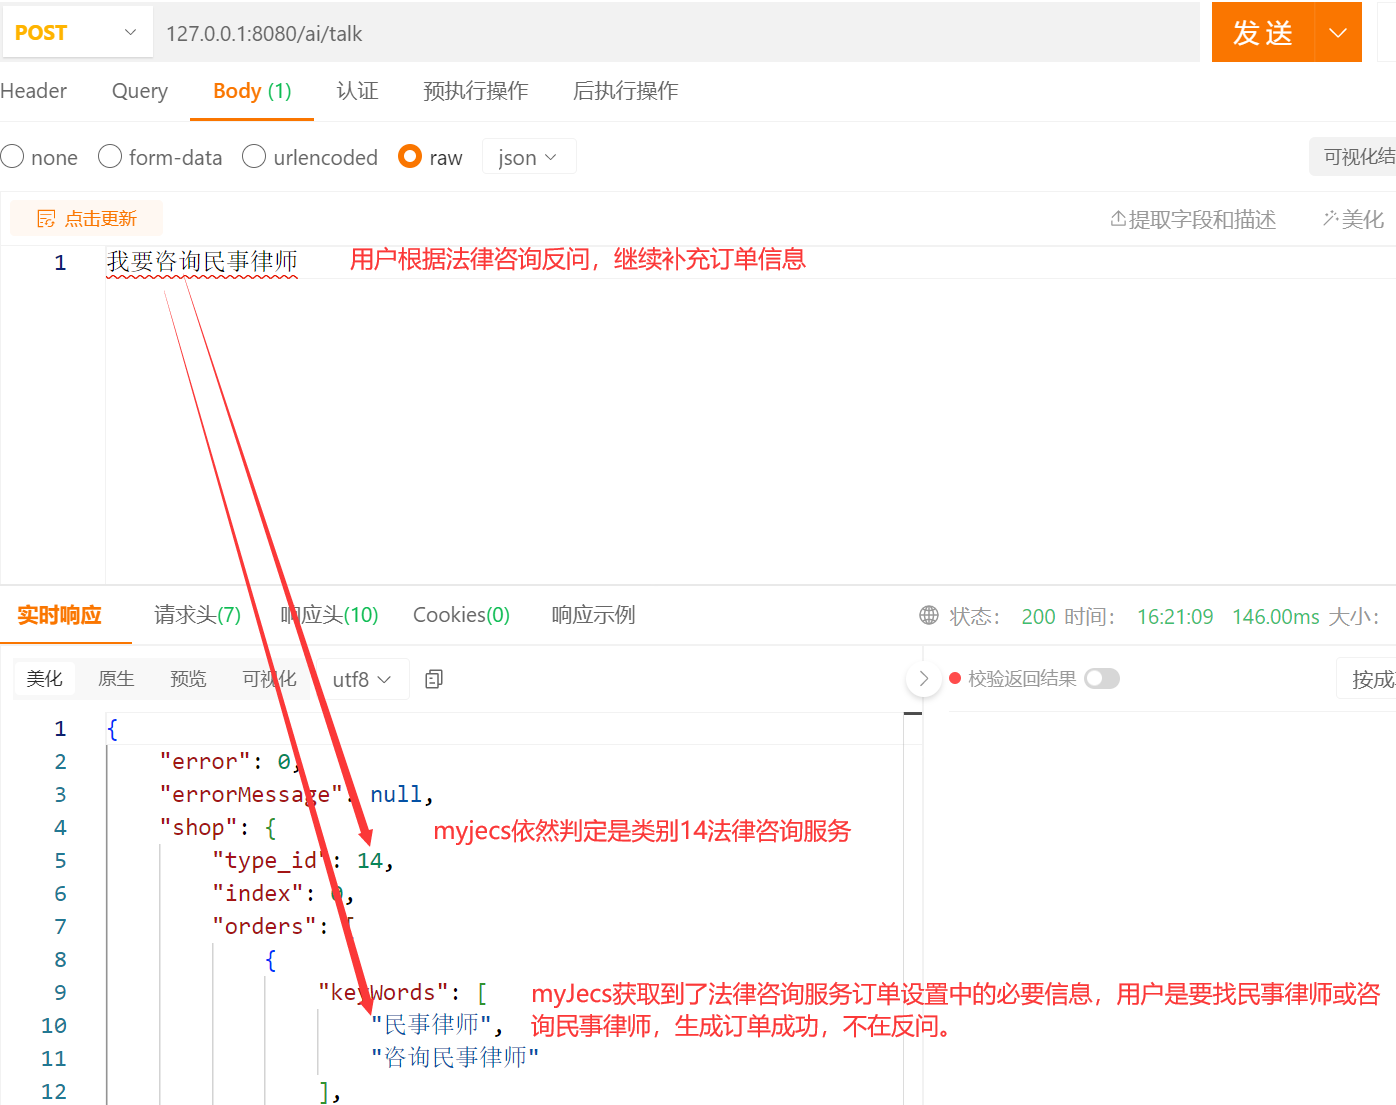 POST 127.0.0.1:8080/ai/talk 发 送
Header Query Body (1) 认证 预执行操作 后执行操作
none form-data urlencoded raw json 可视化结
点击更新 提取字段和描述 美化
1 我要咨询民事律师 用户根据法律咨询反问，继续补充订单信息
实时响应 请求头(7) 响应头(10) Cookies(0) 响应示例 状态： 200 时间： 16:21:09 146.00ms 大小：
美化 原生 预览 可视化 utf8 校验返回结果 按成
1 {
2 "error": 0,
3 "errorMessage": null,
4 "shop": {
myjecs依然判定是类别14法律咨询服务
5 "type_id": 14,
6 "index": 0,
7 "orders": [
8 {
9 "keyWords": [ myJecs获取到了法律咨询服务订单设置中的必要信息，用户是要找民事律师或咨
10 "民事律师", 询民事律师，生成订单成功，不在反问。
11 "咨询民事律师"
12 ],